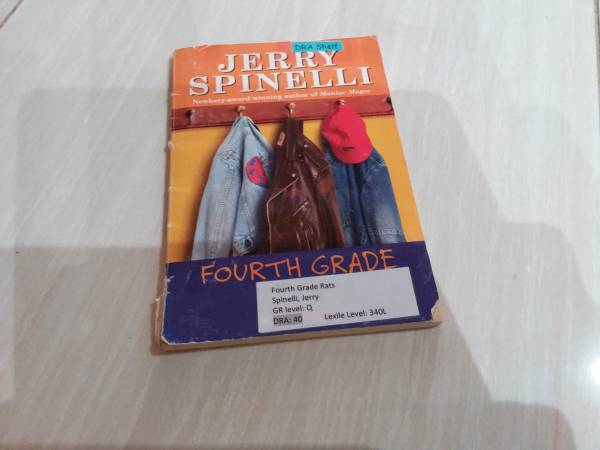 DRA Shelf
JERRY
SPINELLI
Newbery-award-winning author of Maniac Magee
FOURTH GRADE
Fourth Grade Rats
Spinelli, Jerry
GR level: Q
DRA: 40 Lexile Level: 340L